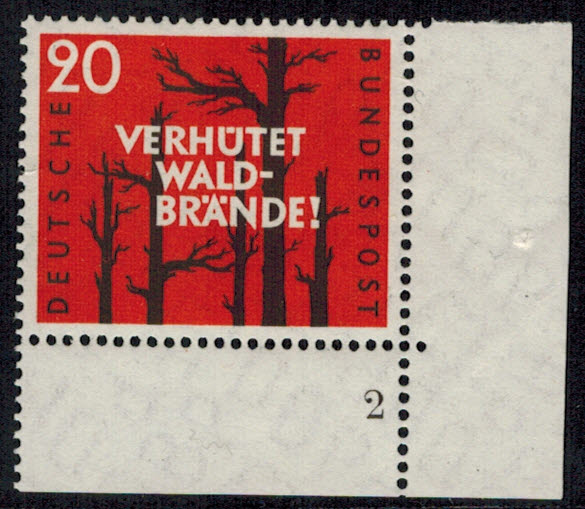 20
DEUTSCHE
BUNDESPOST
VERHÜTET
WALD-
BRÄNDE!
2